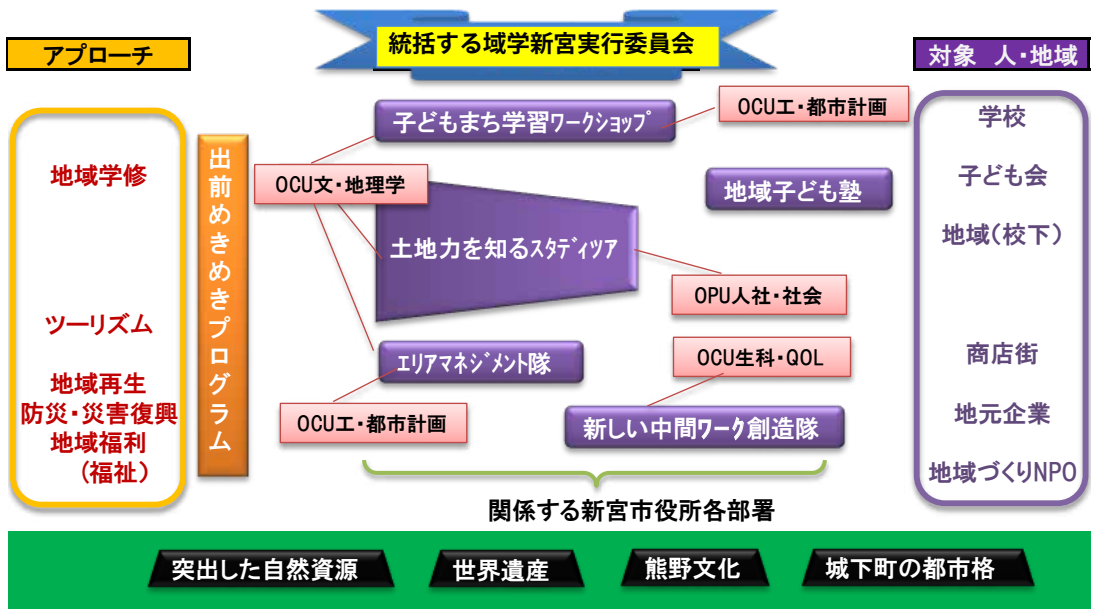 統括する域学新宮実行委員会
アプローチ
対象 人・地域
地域学修
ツーリズム
地域再生
防災・災害復興
地域福利
(福祉)
出前めきめきプログラム
子どもまち学習ワークショップ
OCU工・都市計画
OCU文・地理学
地域子ども塾
土地力を知るスタディツア
OPU人社・社会
エリアマネジメント隊
OCU生科・QOL
OCU工・都市計画
新しい中間ワーク創造隊
学校
子ども会
地域(校下)
商店街
地元企業
地域づくりNPO
関係する新宮市役所各部署
突出した自然資源
世界遺産
熊野文化
城下町の都市格